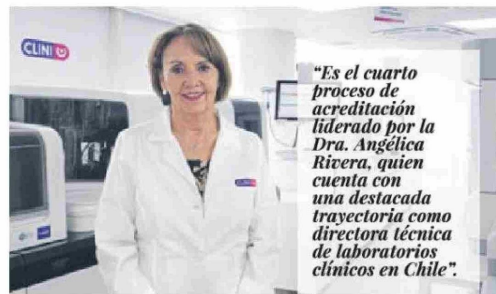 CLINI
“Es el cuarto
proceso de
acreditación
liderado por la
Dra. Angélica
Rivera, quien
cuenta con
una destacada
trayectoria como
directora técnica
de laboratorios
clínicos en Chile”.